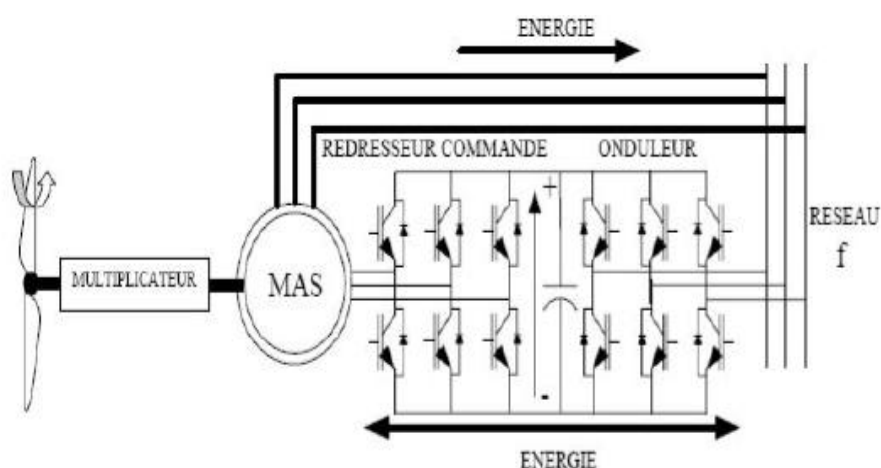 ENERGIE
REDRESSEUR COMMANDE
ONDULEUR
+
RESEAU
f
MULTIPLICATEUR
MAS
-
ENERGIE